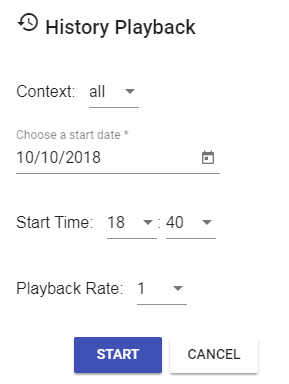 History Playback
Context: all
Choose a start date *
10/10/2018
Start Time: 18 : 40
Playback Rate: 1
START CANCEL